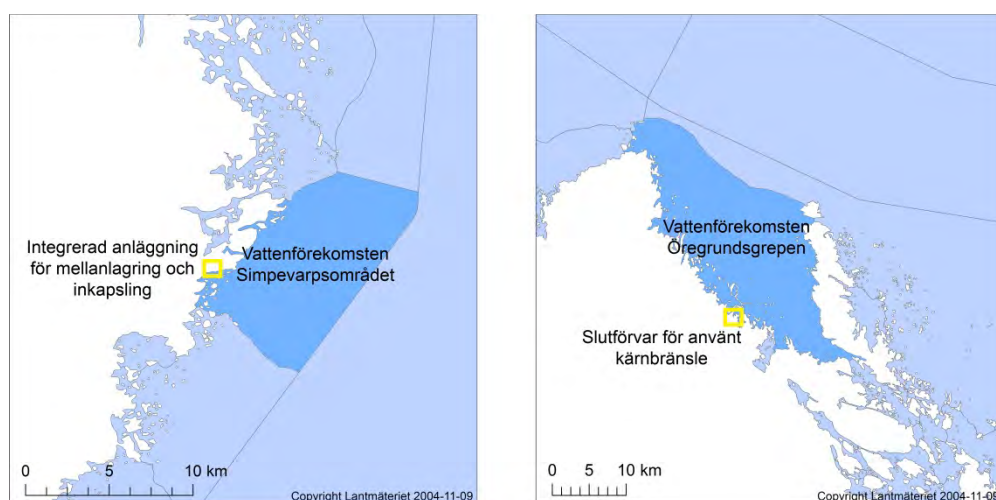 Integrerad anläggning
för mellanlagring och
inkapsling
Vattenförekomsten
Simpevarpsområdet
0 5 10 km
Copyright Lantmäteriet 2004-11-09
Vattenförekomsten
Öregrundsgrepen
Slutförvar för använt
kärnbränsle
0 5 10 km
Copyright Lantmäteriet 2004-11-09